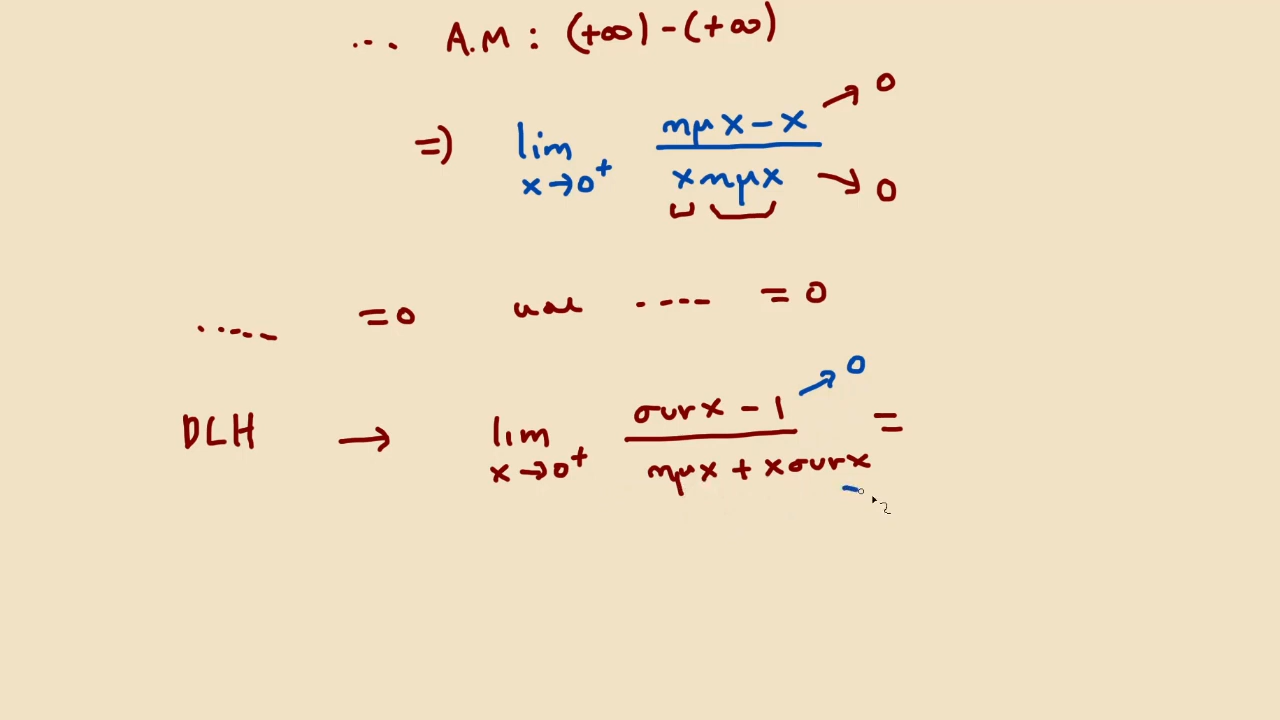 ... A.M : (+∞) - (+∞)
=> lim x→0⁺ (ημx - x)/(xημx) → 0 → 0
..... = 0 και ..... = 0
DLH → lim x→0⁺ (συνx - 1)/(ημx + xσυνx) → 0 =